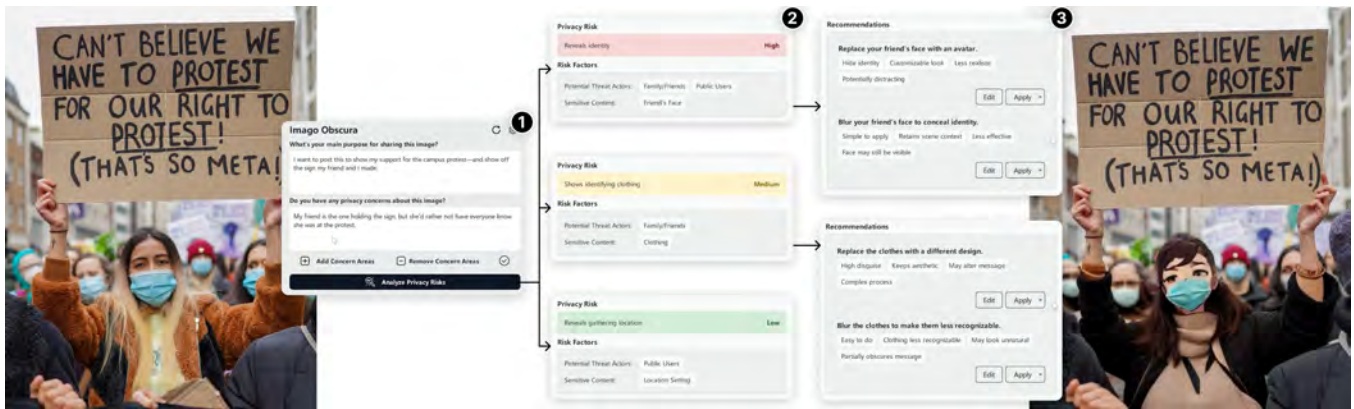 CAN'T BELIEVE WE
HAVE TO PROTEST
FOR OUR RIGHT TO
PROTEST!
(THAT'S SO META!)
1
Imago Obscura
What's your main purpose for sharing this image?
I want to post this to show my support for the campus protest—and show off
the sign my friend and I made.
Do you have any privacy concerns about this image?
My friend is the one holding the sign, but she'd rather not have everyone know
she was at the protest.
Add Concern Areas
Remove Concern Areas
Analyze Privacy Risks
2
Privacy Risk
Reveals identity High
Risk Factors
Potential Threat Actors: Family/Friends Public Users
Sensitive Content: Friend's Face
Privacy Risk
Shows identifying clothing Medium
Risk Factors
Potential Threat Actors: Family/Friends
Sensitive Content: Clothing
Privacy Risk
Reveals gathering location Low
Risk Factors
Potential Threat Actors: Public Users
Sensitive Content: Location Setting
3
Recommendations
Replace your friend's face with an avatar.
Hide identity Customizable look Less realistic
Potentially distracting
Edit Apply
Blur your friend's face to conceal identity.
Simple to apply Retains scene context Less effective
Face may still be visible
Edit Apply
Recommendations
Replace the clothes with a different design.
High disguise Keeps aesthetic May alter message
Complex process
Edit Apply
Blur the clothes to make them less recognizable.
Easy to do Clothing less recognizable May look unnatural
Partially obscures message
Edit Apply
CAN'T BELIEVE WE
HAVE TO PROTEST
FOR OUR RIGHT TO
PROTEST!
(THAT'S SO META!)